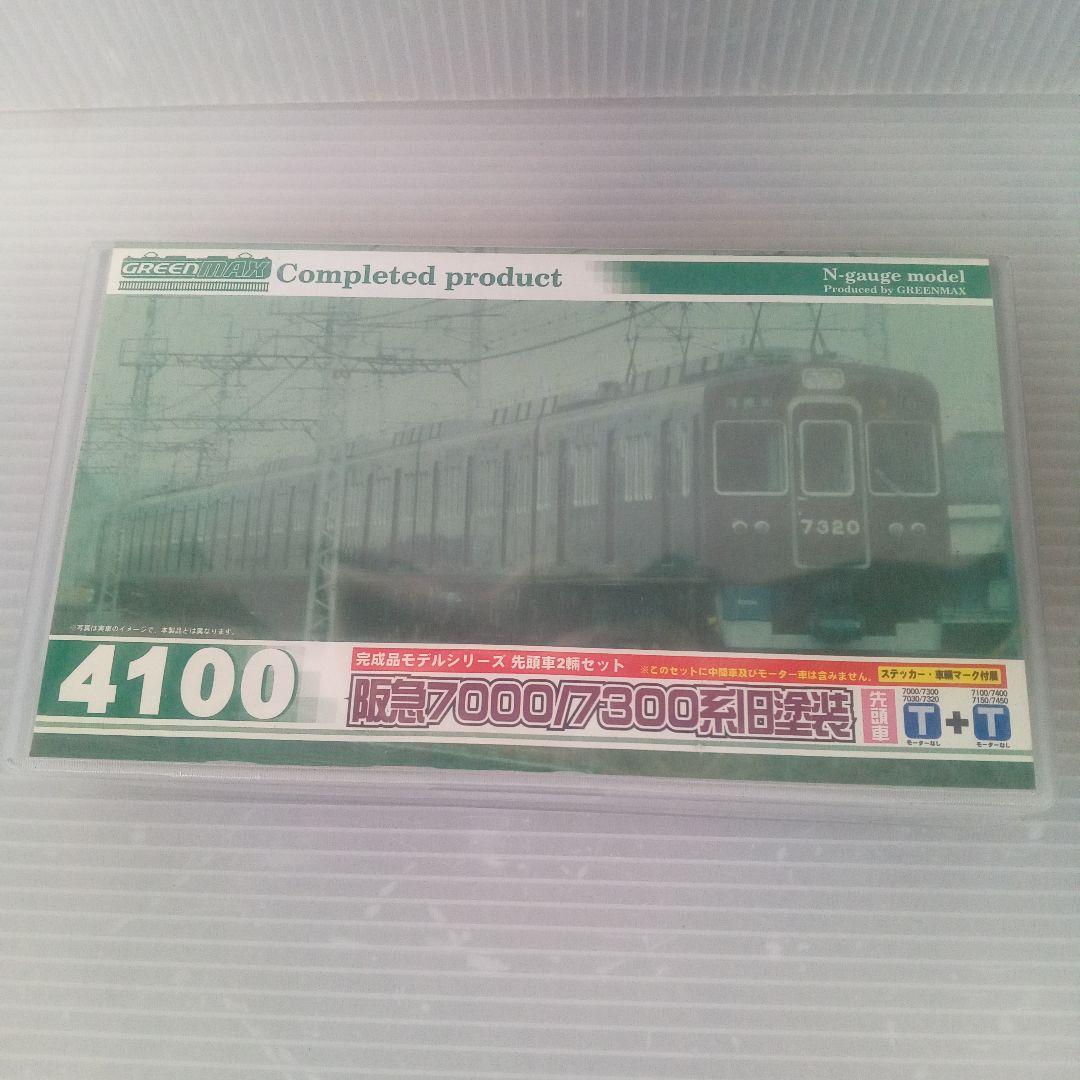 GREENMAX Completed product
N-gauge model
Produced by GREENMAX
7320
※写真は実車のイメージで、本製品とは異なります。
4100
完成品モデルシリーズ 先頭車2輛セット
※このセットに中間車及びモーター車は含みません。
ステッカー・車輛マーク付属
阪急7000/7300系旧塗装
先頭車
7000/7300
7030/7320
T
モーターなし
+
7100/7400
7150/7450
T
モーターなし